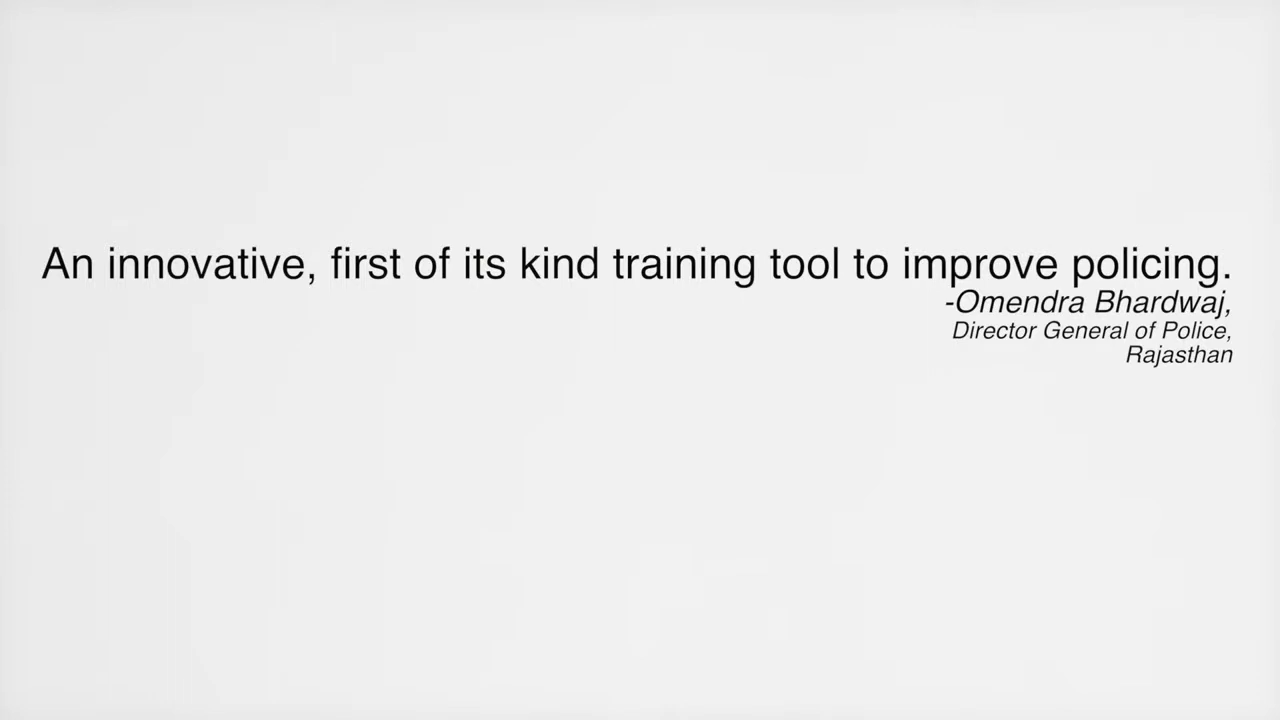 An innovative, first of its kind training tool to improve policing.
-Omendra Bhardwaj,
Director General of Police,
Rajasthan